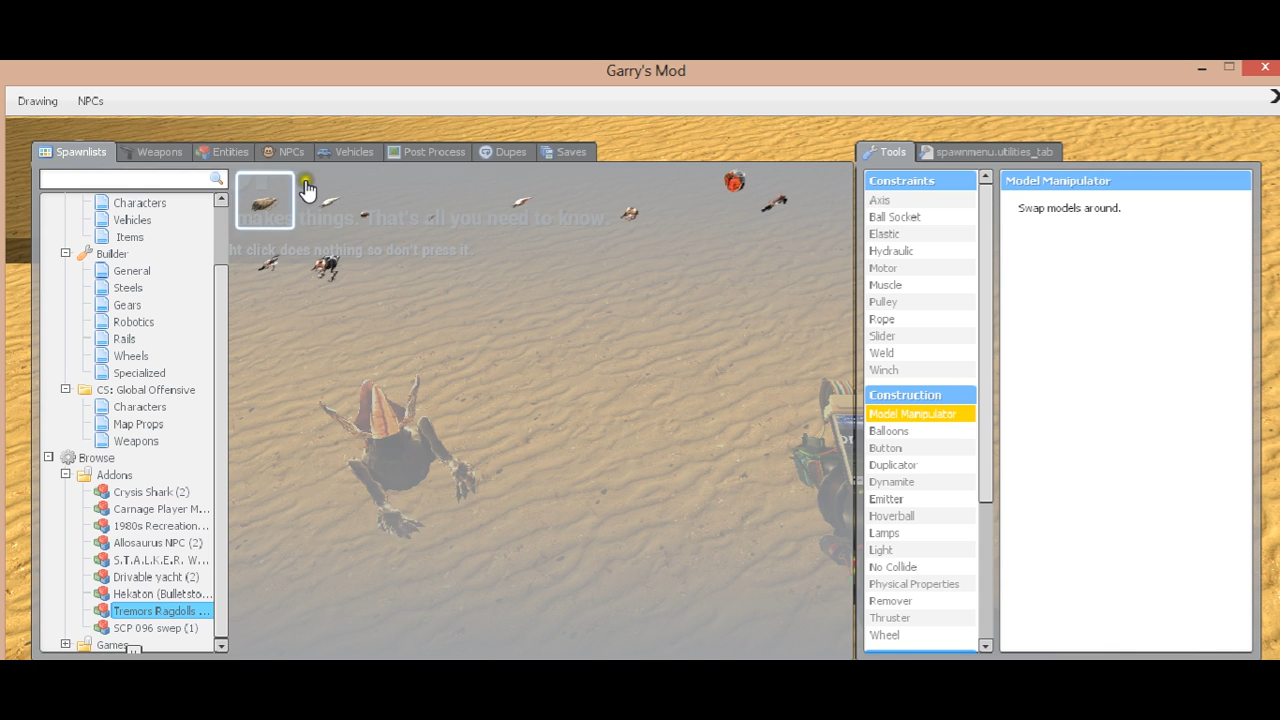 Garry's Mod
Drawing NPCs
Spawnlists Weapons Entities NPCs Vehicles Post Process Dupes Saves
Tools spawnmenu.utilities_tab
makes things. That's all you need to know.
ht click does nothing so don't press it.
Characters
Vehicles
Items
Builder
General
Steels
Gears
Robotics
Rails
Wheels
Specialized
CS: Global Offensive
Characters
Map Props
Weapons
Browse
Addons
Crysis Shark (2)
Carnage Player M...
1980s Recreation...
Allosaurus NPC (2)
S.T.A.L.K.E.R. W...
Drivable yacht (2)
Hekaton (Bulletsto...
Tremors Ragdolls ...
SCP 096 swep (1)
Games
Constraints
Axis
Ball Socket
Elastic
Hydraulic
Motor
Muscle
Pulley
Rope
Slider
Weld
Winch
Construction
Model Manipulator
Balloons
Button
Duplicator
Dynamite
Emitter
Hoverball
Lamps
Light
No Collide
Physical Properties
Remover
Thruster
Wheel
Model Manipulator
Swap models around.